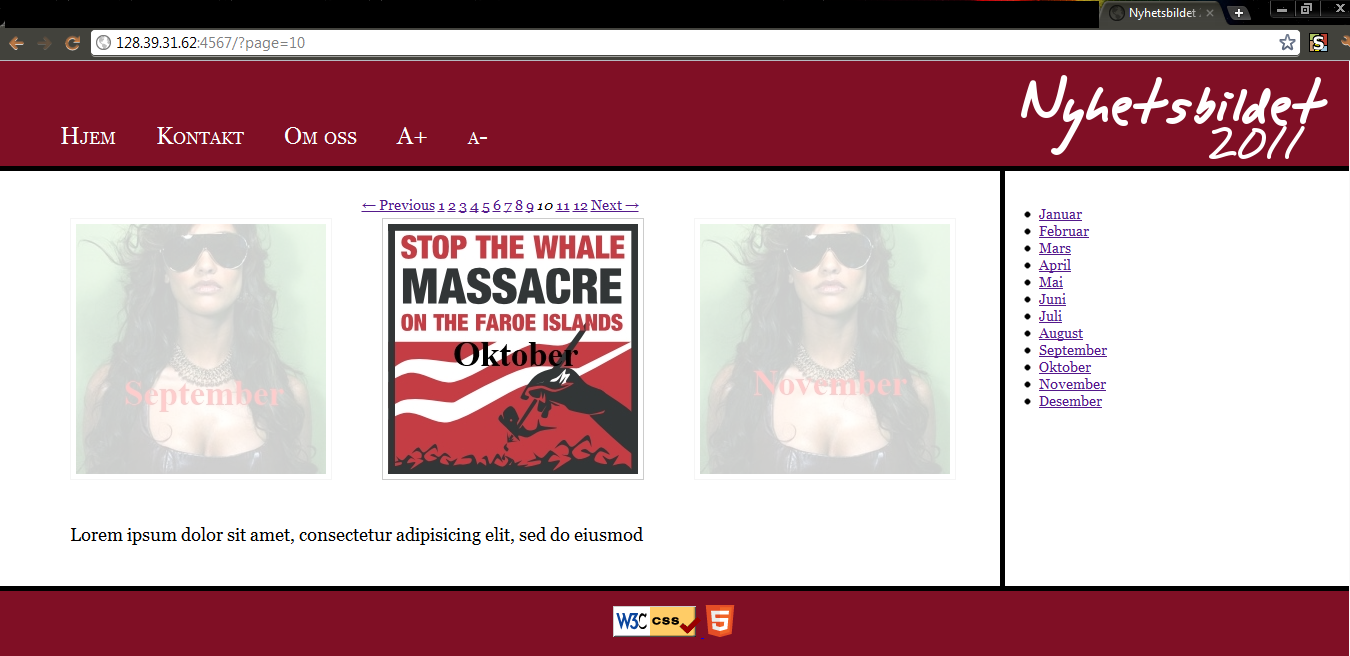 Nyhetsbildet
128.39.31.62:4567/?page=10
Nyhetsbildet
2011
Hjem Kontakt Om oss A+ A-
← Previous 1 2 3 4 5 6 7 8 9 10 11 12 Next →
September
STOP THE WHALE
MASSACRE
ON THE FAROE ISLANDS
Oktober
November
Lorem ipsum dolor sit amet, consectetur adipisicing elit, sed do eiusmod
Januar
Februar
Mars
April
Mai
Juni
Juli
August
September
Oktober
November
Desember
W3C css 5